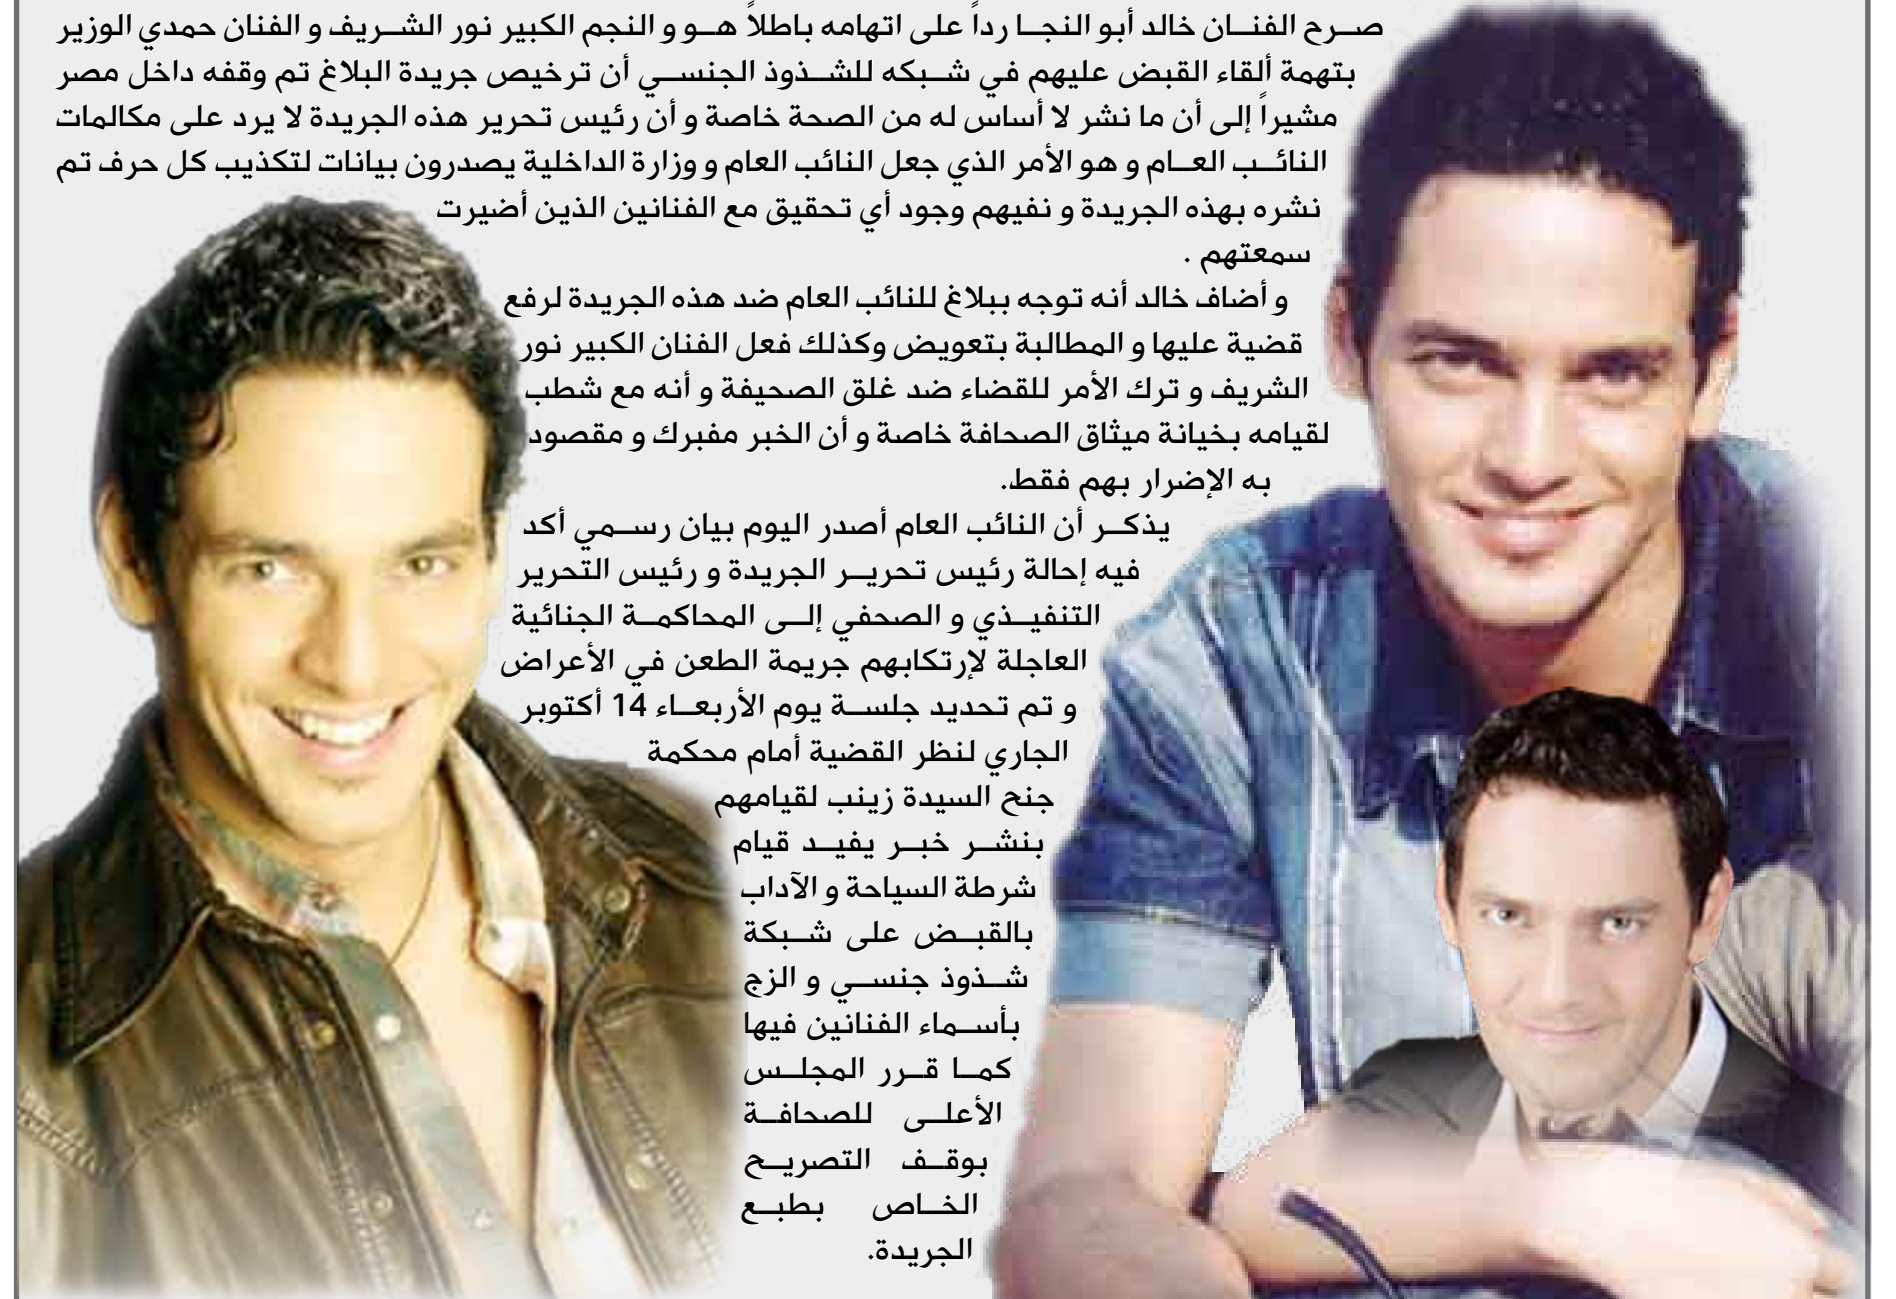 صرح الفنان خالد أبو النجا رداً على اتهامه باطلاً هو و النجم الكبير نور الشريف و الفنان حمدي الوزير
بتهمة ألقاء القبض عليهم في شبكه للشذوذ الجنسي أن ترخيص جريدة البلاغ تم وقفه داخل مصر
مشيراً إلى أن ما نشر لا أساس له من الصحة خاصة و أن رئيس تحرير هذه الجريدة لا يرد على مكالمات
النائب العام و هو الأمر الذي جعل النائب العام و وزارة الداخلية يصدرون بيانات لتكذيب كل حرف تم
نشره بهذه الجريدة و نفيهم وجود أي تحقيق مع الفنانين الذين أضيرت
سمعتهم .
و أضاف خالد أنه توجه ببلاغ للنائب العام ضد هذه الجريدة لرفع
قضية عليها و المطالبة بتعويض وكذلك فعل الفنان الكبير نور
الشريف و ترك الأمر للقضاء ضد غلق الصحيفة و أنه مع شطب
لقيامه بخيانة ميثاق الصحافة خاصة و أن الخبر مفبرك و مقصود
به الإضرار بهم فقط.
يذكر أن النائب العام أصدر اليوم بيان رسمي أكد
فيه إحالة رئيس تحرير الجريدة و رئيس التحرير
التنفيذي و الصحفي إلى المحاكمة الجنائية
العاجلة لإرتكابهم جريمة الطعن في الأعراض
و تم تحديد جلسة يوم الأربعاء 14 أكتوبر
الجاري لنظر القضية أمام محكمة
جنح السيدة زينب لقيامهم
بنشر خبر يفيد قيام
شرطة السياحة و الآداب
بالقبض على شبكة
شذوذ جنسي و الزج
بأسماء الفنانين فيها
كما قرر المجلس
الأعلى للصحافة
بوقف التصريح
الخاص بطبع
الجريدة.